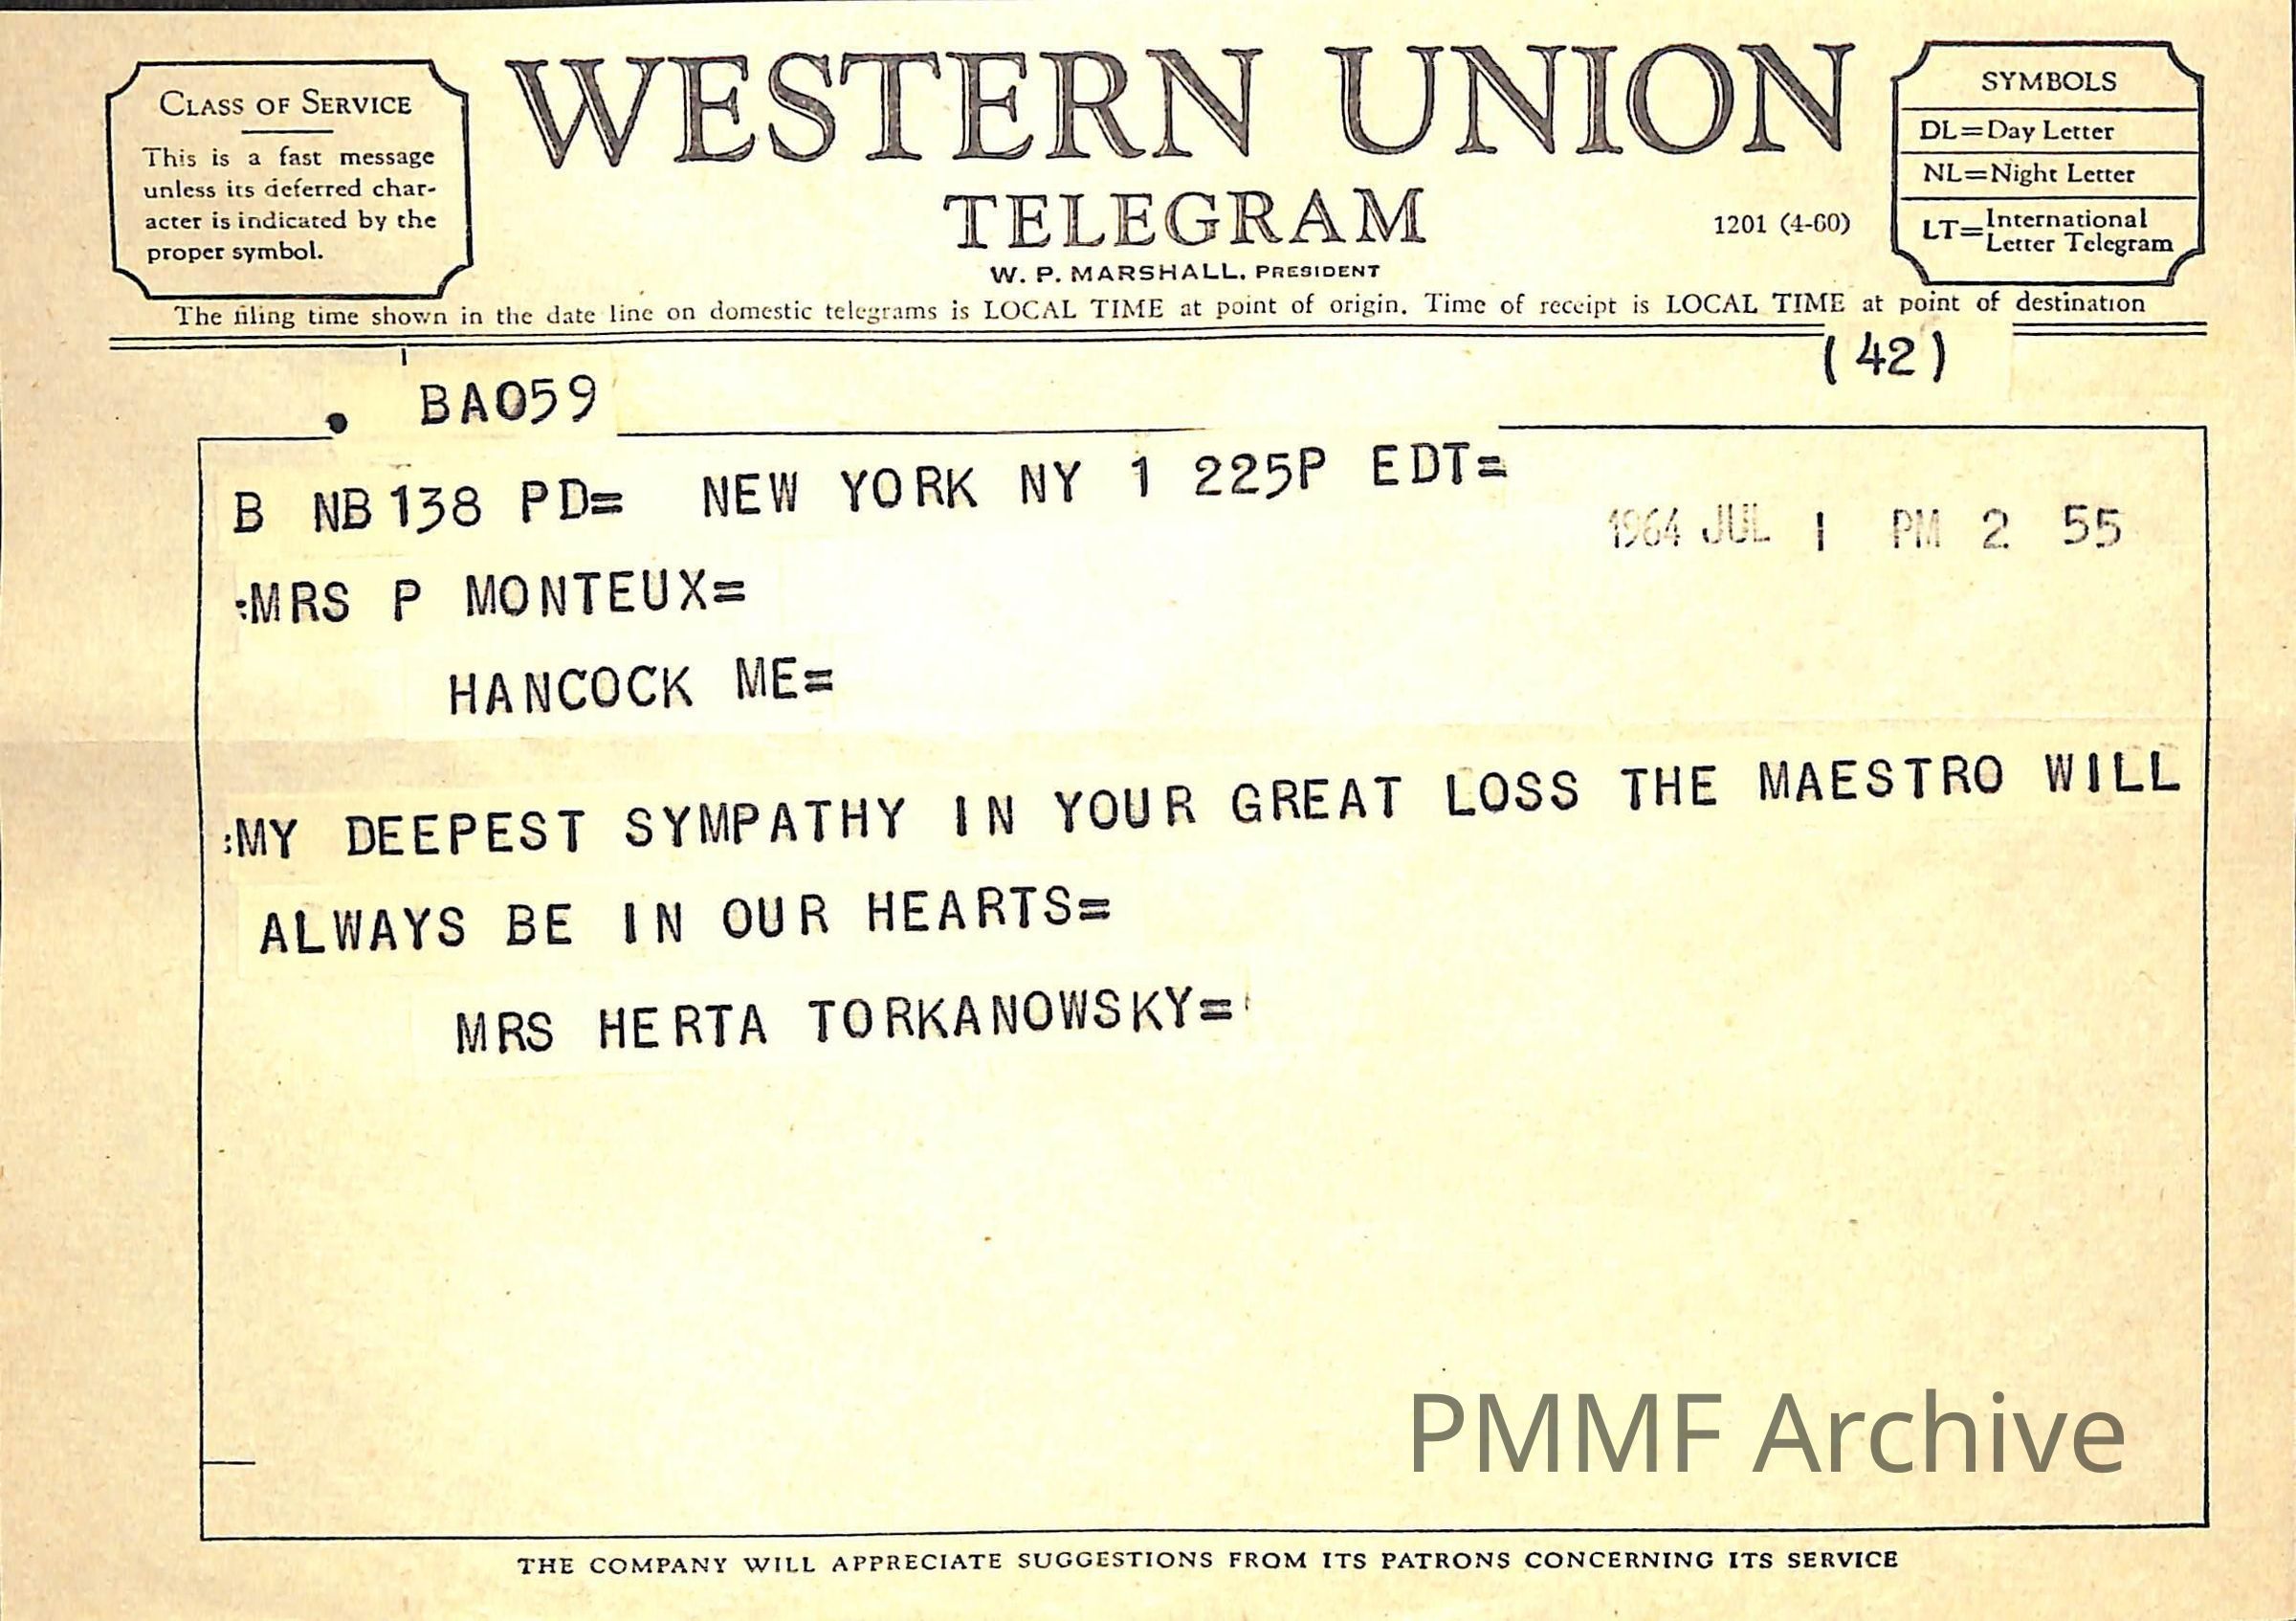 CLASS OF SERVICE
This is a fast message
unless its deferred char-
acter is indicated by the
proper symbol.
WESTERN UNION
TELEGRAM
W. P. MARSHALL, PRESIDENT
1201 (4-60)
SYMBOLS
DL=Day Letter
NL=Night Letter
LT=International Letter Telegram
The filing time shown in the date line on domestic telegrams is LOCAL TIME at point of origin. Time of receipt is LOCAL TIME at point of destination
(42)
BA059
B NB138 PD= NEW YORK NY 1 225P EDT=
1964 JUL 1 PM 2 55
:MRS P MONTEUX=
HANCOCK ME=
:MY DEEPEST SYMPATHY IN YOUR GREAT LOSS THE MAESTRO WILL
ALWAYS BE IN OUR HEARTS=
MRS HERTA TORKANOWSKY=
PMMF Archive
THE COMPANY WILL APPRECIATE SUGGESTIONS FROM ITS PATRONS CONCERNING ITS SERVICE